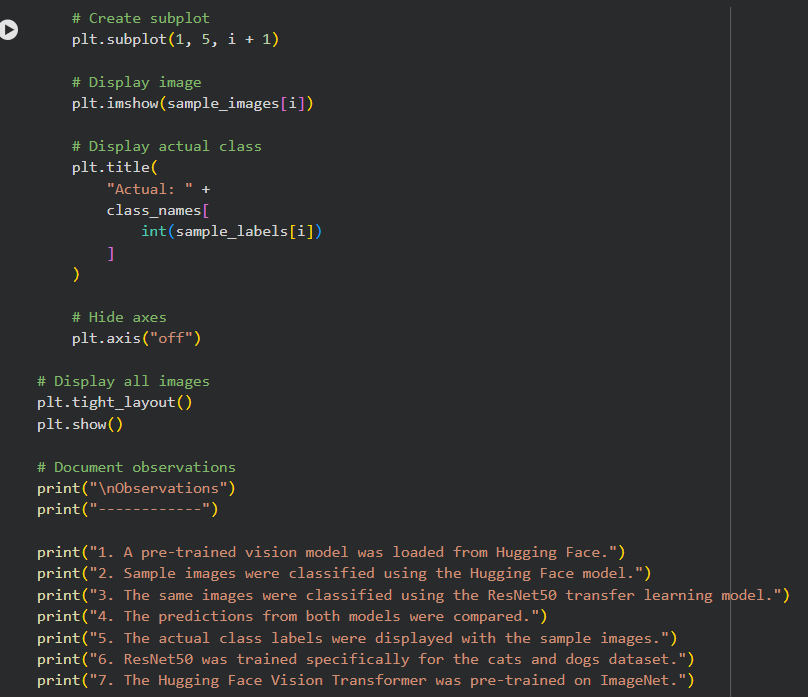 # Create subplot
plt.subplot(1, 5, i + 1)
# Display image
plt.imshow(sample_images[i])
# Display actual class
plt.title(
"Actual: " +
class_names[
int(sample_labels[i])
]
)
# Hide axes
plt.axis("off")
# Display all images
plt.tight_layout()
plt.show()
# Document observations
print("\nObservations")
print("------------")
print("1. A pre-trained vision model was loaded from Hugging Face.")
print("2. Sample images were classified using the Hugging Face model.")
print("3. The same images were classified using the ResNet50 transfer learning model.")
print("4. The predictions from both models were compared.")
print("5. The actual class labels were displayed with the sample images.")
print("6. ResNet50 was trained specifically for the cats and dogs dataset.")
print("7. The Hugging Face Vision Transformer was pre-trained on ImageNet.")